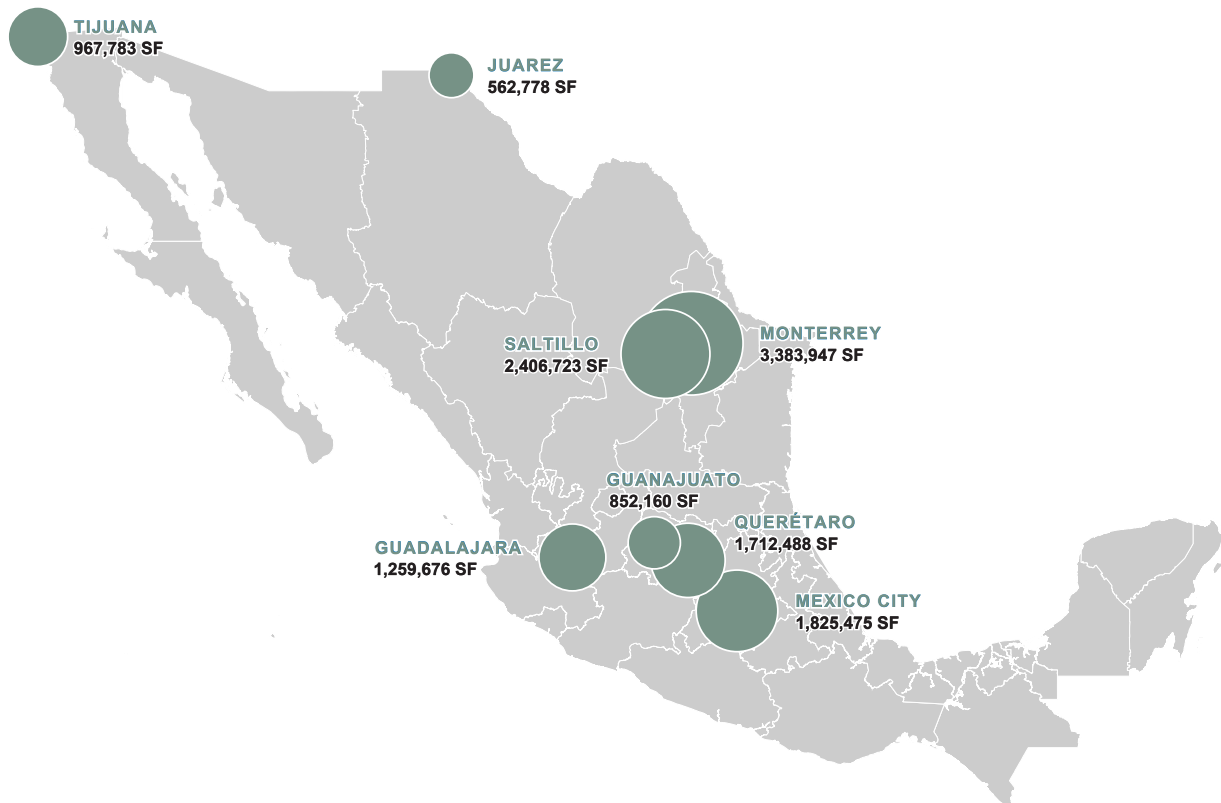 TIJUANA
967,783 SF
JUAREZ
562,778 SF
SALTILLO
2,406,723 SF
MONTERREY
3,383,947 SF
GUANAJUATO
852,160 SF
QUERÉTARO
1,712,488 SF
GUADALAJARA
1,259,676 SF
MEXICO CITY
1,825,475 SF